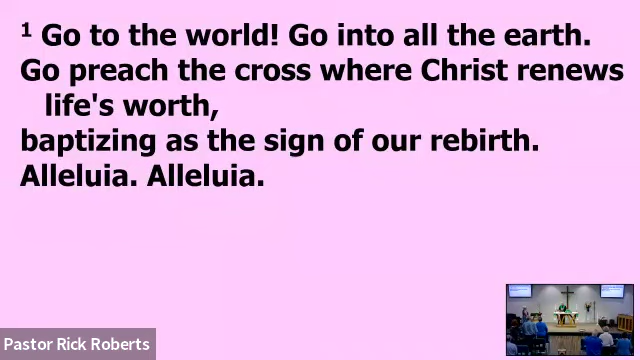 1 Go to the world! Go into all the earth.
Go preach the cross where Christ renews
life's worth,
baptizing as the sign of our rebirth.
Alleluia. Alleluia.
Pastor Rick Roberts